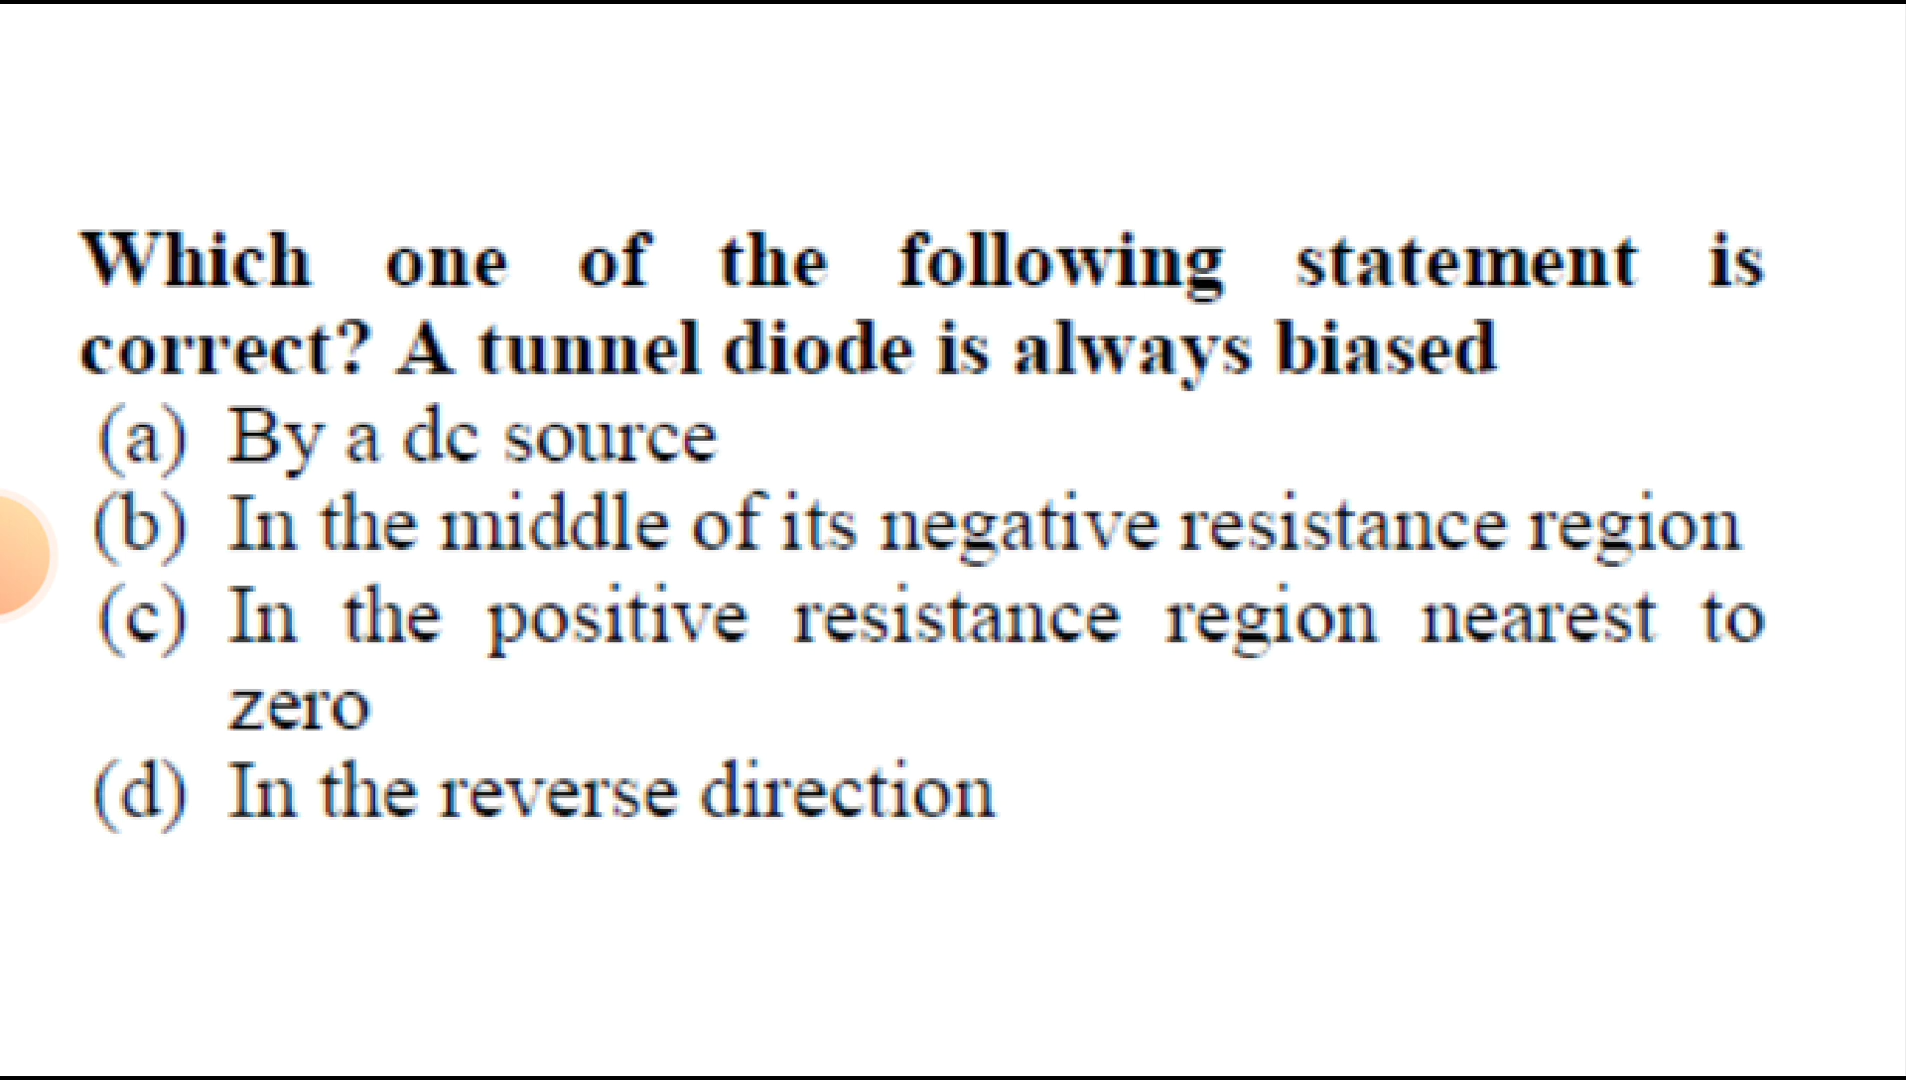 Which one of the following statement is
correct? A tunnel diode is always biased
(a) By a dc source
(b) In the middle of its negative resistance region
(c) In the positive resistance region nearest to
zero
(d) In the reverse direction